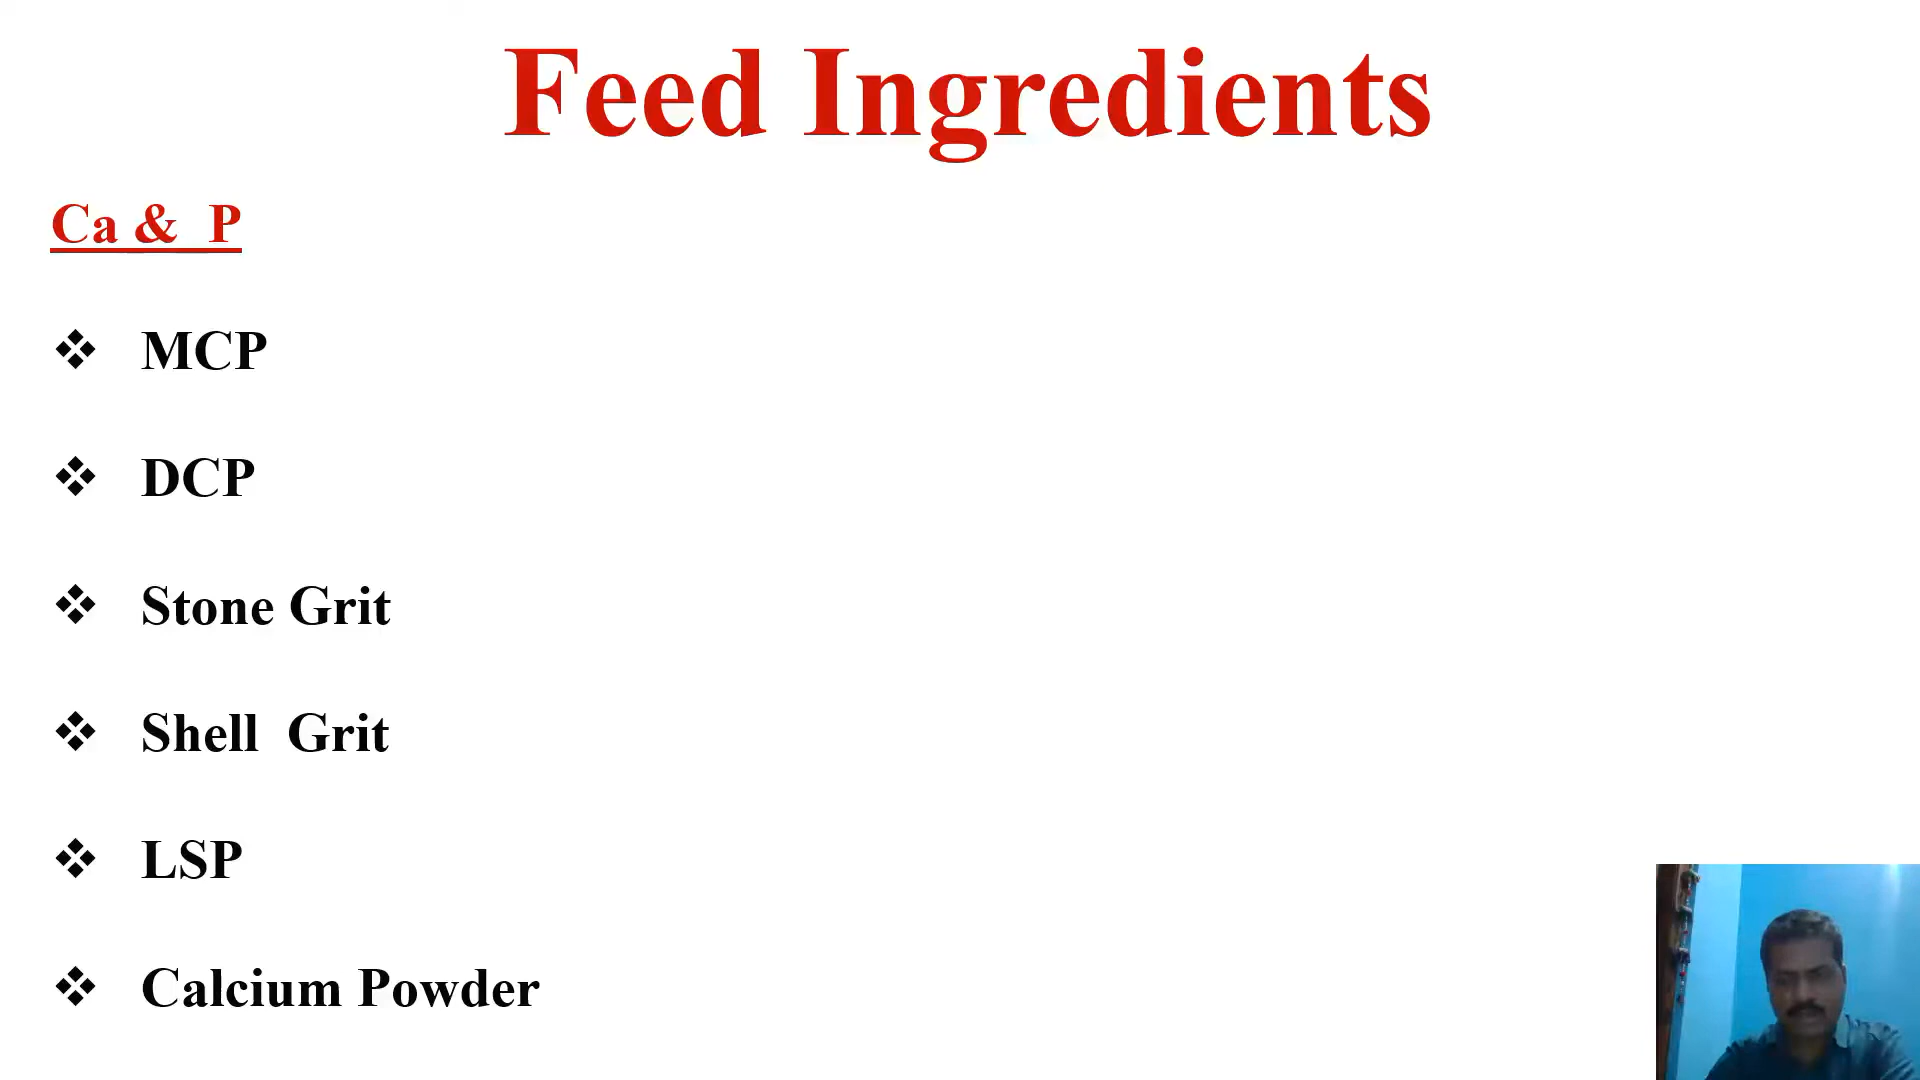 Feed Ingredients
Ca & P
❖ MCP
❖ DCP
❖ Stone Grit
❖ Shell Grit
❖ LSP
❖ Calcium Powder